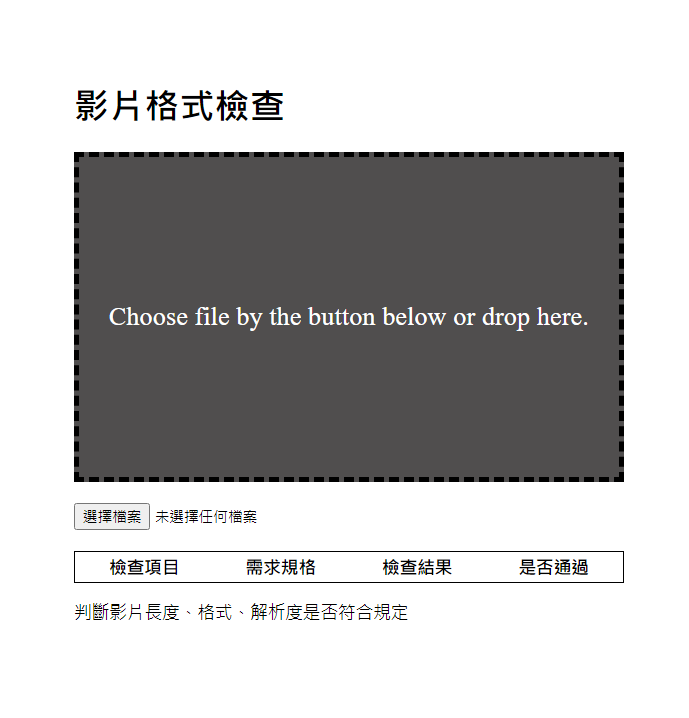 影片格式檢查
Choose file by the button below or drop here.
選擇檔案 未選擇任何檔案
檢查項目 需求規格 檢查結果 是否通過
判斷影片長度、格式、解析度是否符合規定